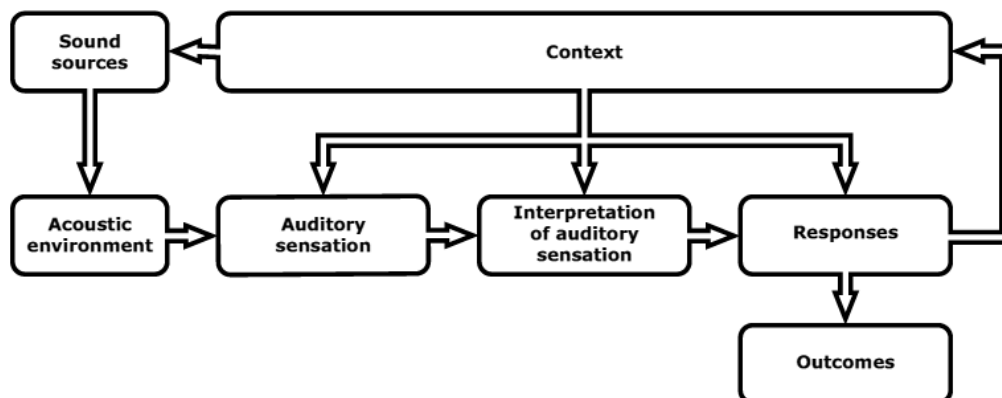 Sound
sources
Context
Acoustic
environment
Auditory
sensation
Interpretation
of auditory
sensation
Responses
Outcomes